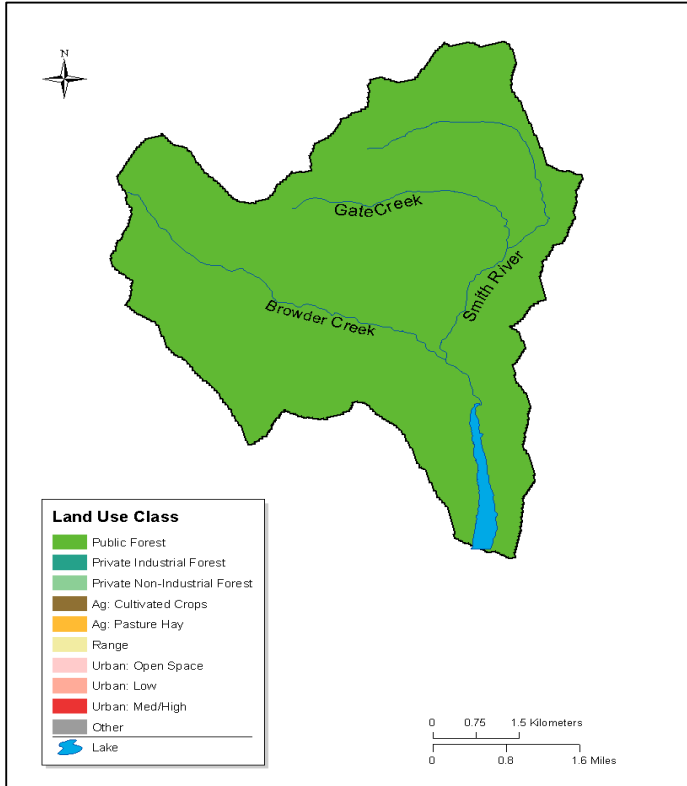 N
GateCreek
Smith River
Browder Creek
Land Use Class
Public Forest
Private Industrial Forest
Private Non-Industrial Forest
Ag: Cultivated Crops
Ag: Pasture Hay
Range
Urban: Open Space
Urban: Low
Urban: Med/High
Other
Lake
0 0.75 1.5 Kilometers
0 0.8 1.6 Miles